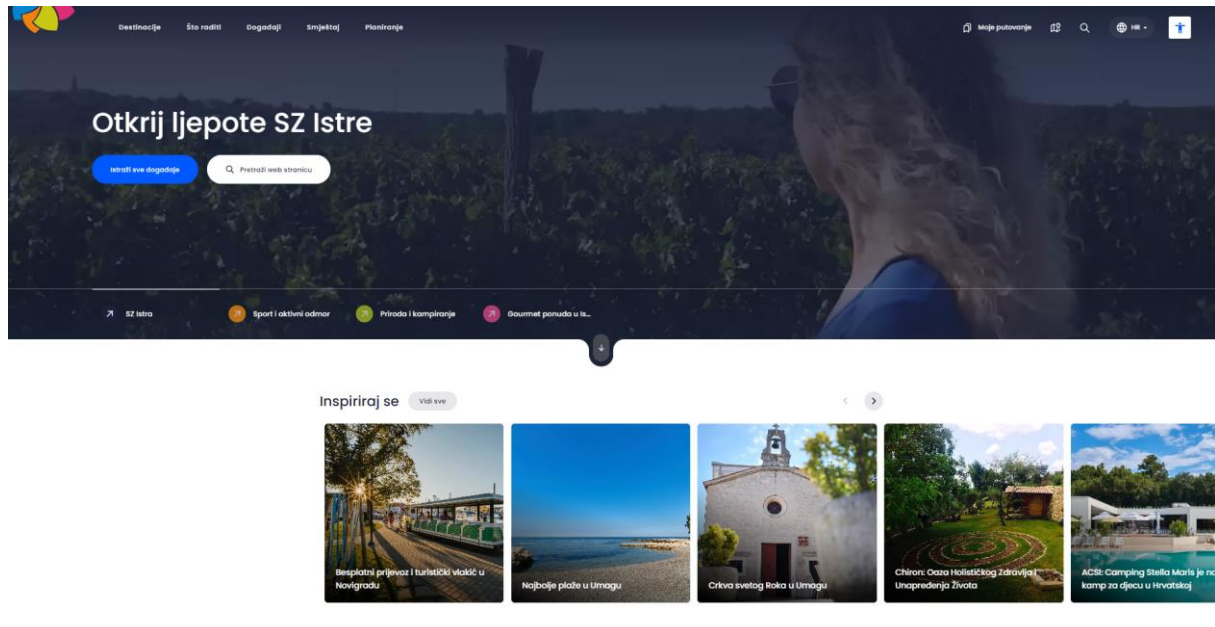 Destinacije Što raditi Događaji Smještaj Planiranje Moje putovanje HR
Otkrij ljepote SZ Istre
Istraži sve događaje Pretraži web stranicu
SZ Istra Sport i aktivni odmor Priroda i kampiranje Gourmet ponuda u Is...
Inspiriraj se Vidi sve
Besplatni prijevoz i turistički vlakić u
Novigradu
Najbolje plaže u Umagu
Crkva svetog Roka u Umagu
Chiron: Oaza Holističkog Zdravlja i
Unapređenja Života
ACSI: Camping Stella Maris je
kamp za djecu u Hrvatskoj